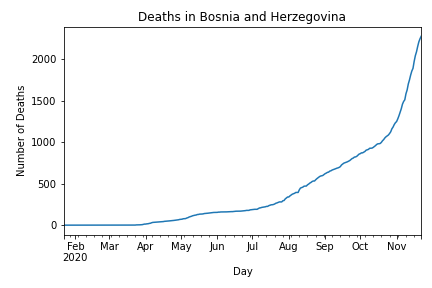 Deaths in Bosnia and Herzegovina
Number of Deaths
2000
1500
1000
500
0
Feb Mar Apr May Jun Jul Aug Sep Oct Nov
2020
Day